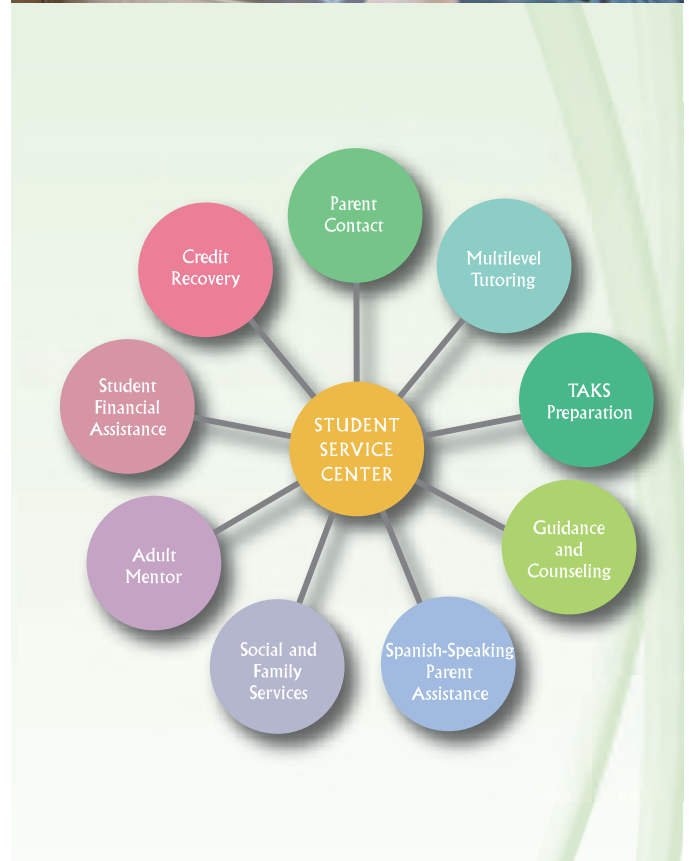 Parent
Contact
Credit
Recovery
Multilevel
Tutoring
Student
Financial
Assistance
TAKS
Preparation
STUDENT
SERVICE
CENTER
Guidance
and
Counseling
Adult
Mentor
Social and
Family
Services
Spanish-Speaking
Parent
Assistance